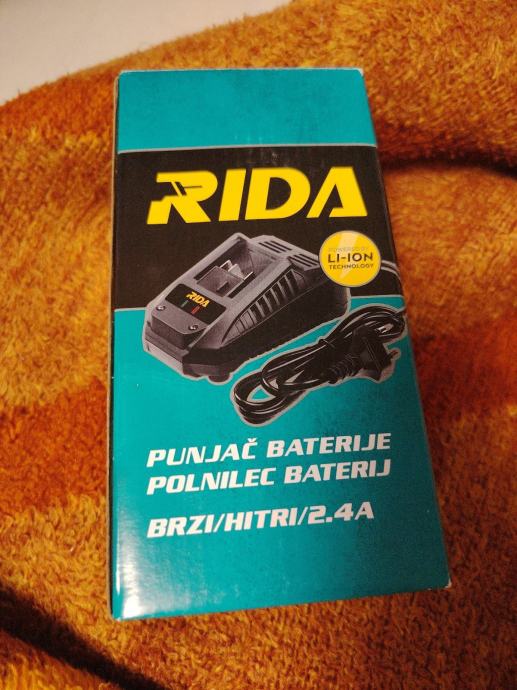 RIDA
POWERED BY
LI-ION
TECHNOLOGY
RIDA
PUNJAČ BATERIJE
POLNILEC BATERIJ
BRZI/HITRI/2.4A